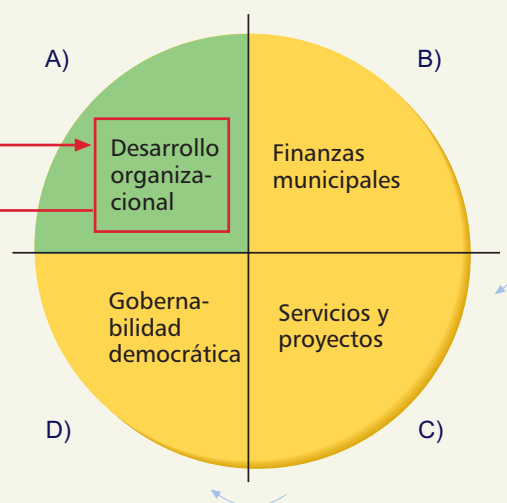 A)
Desarrollo
organiza-
cional
B)
Finanzas
municipales
C)
Servicios y
proyectos
D)
Goberna-
bilidad
democrática